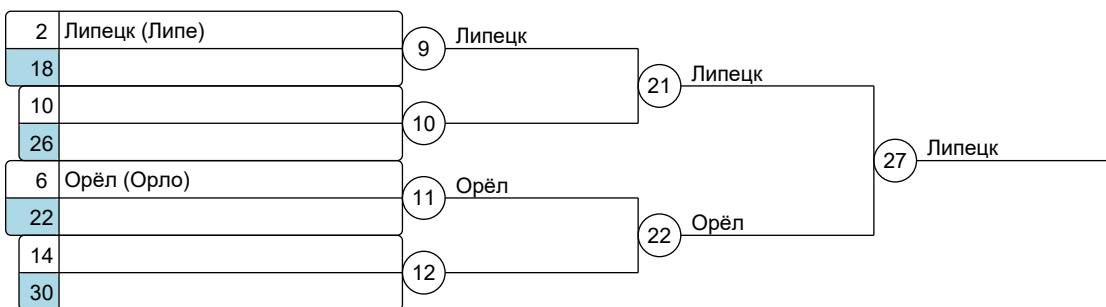 2 Липецк (Липе)
9 Липецк
18
21 Липецк
10
10
26
27 Липецк
6 Орёл (Орло)
11 Орёл
22
22 Орёл
14
12
30